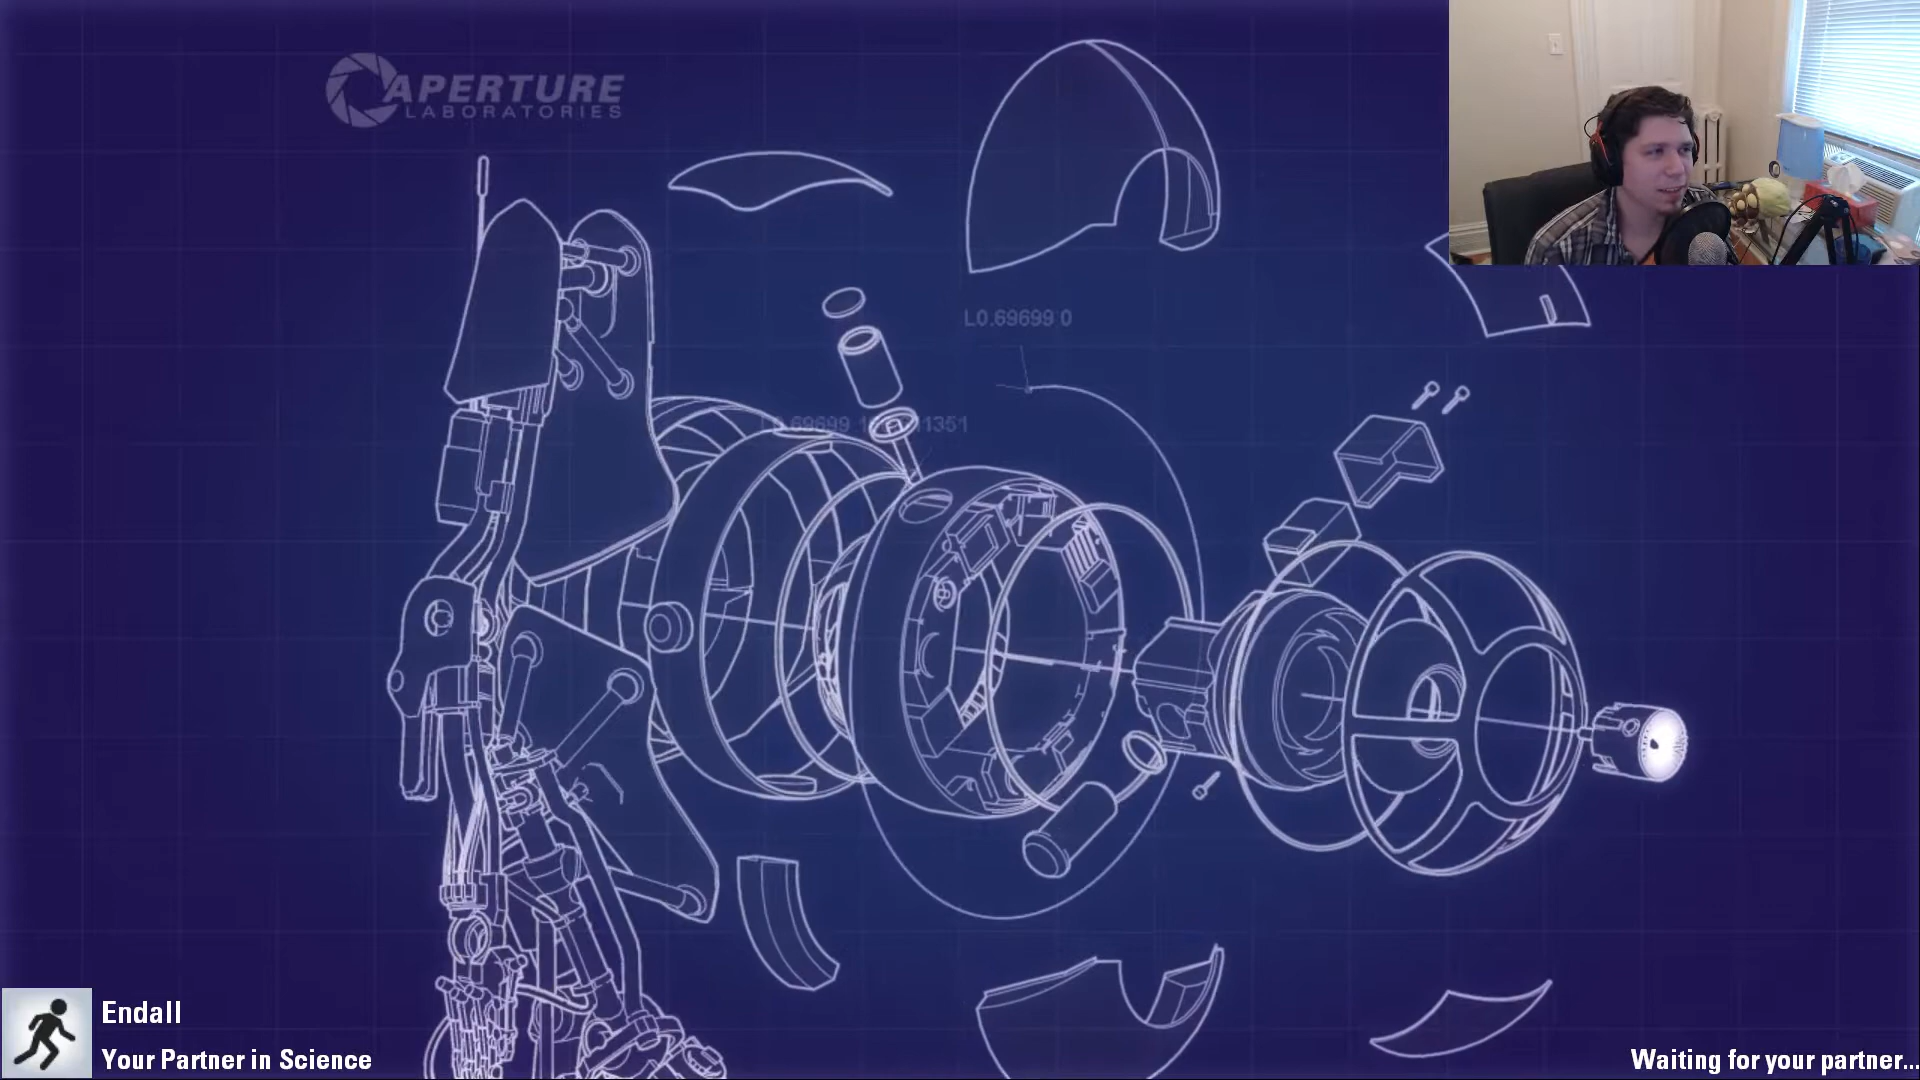 APERTURE
LABORATORIES
L0.69699 0
Endall
Your Partner in Science
Waiting for your partner...